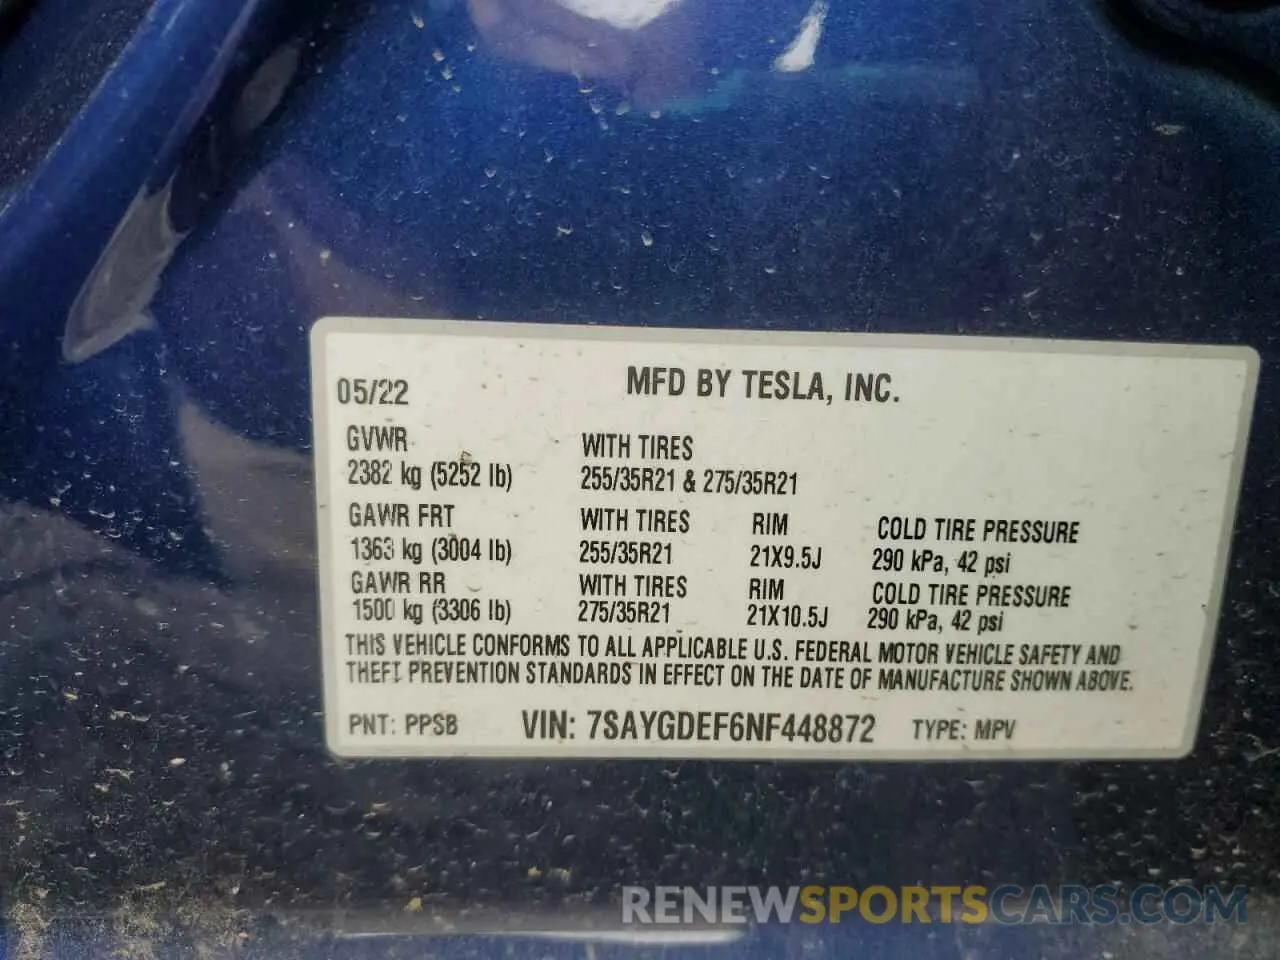 05/22 MFD BY TESLA, INC.
GVWR WITH TIRES
2382 kg (5252 lb) 255/35R21 & 275/35R21
GAWR FRT WITH TIRES RIM COLD TIRE PRESSURE
1363 kg (3004 lb) 255/35R21 21X9.5J 290 kPa, 42 psi
GAWR RR WITH TIRES RIM COLD TIRE PRESSURE
1500 kg (3306 lb) 275/35R21 21X10.5J 290 kPa, 42 psi
THIS VEHICLE CONFORMS TO ALL APPLICABLE U.S. FEDERAL MOTOR VEHICLE SAFETY AND
THEFT PREVENTION STANDARDS IN EFFECT ON THE DATE OF MANUFACTURE SHOWN ABOVE.
PNT: PPSB VIN: 7SAYGDEF6NF448872 TYPE: MPV
RENEWSPORTSCARS.COM